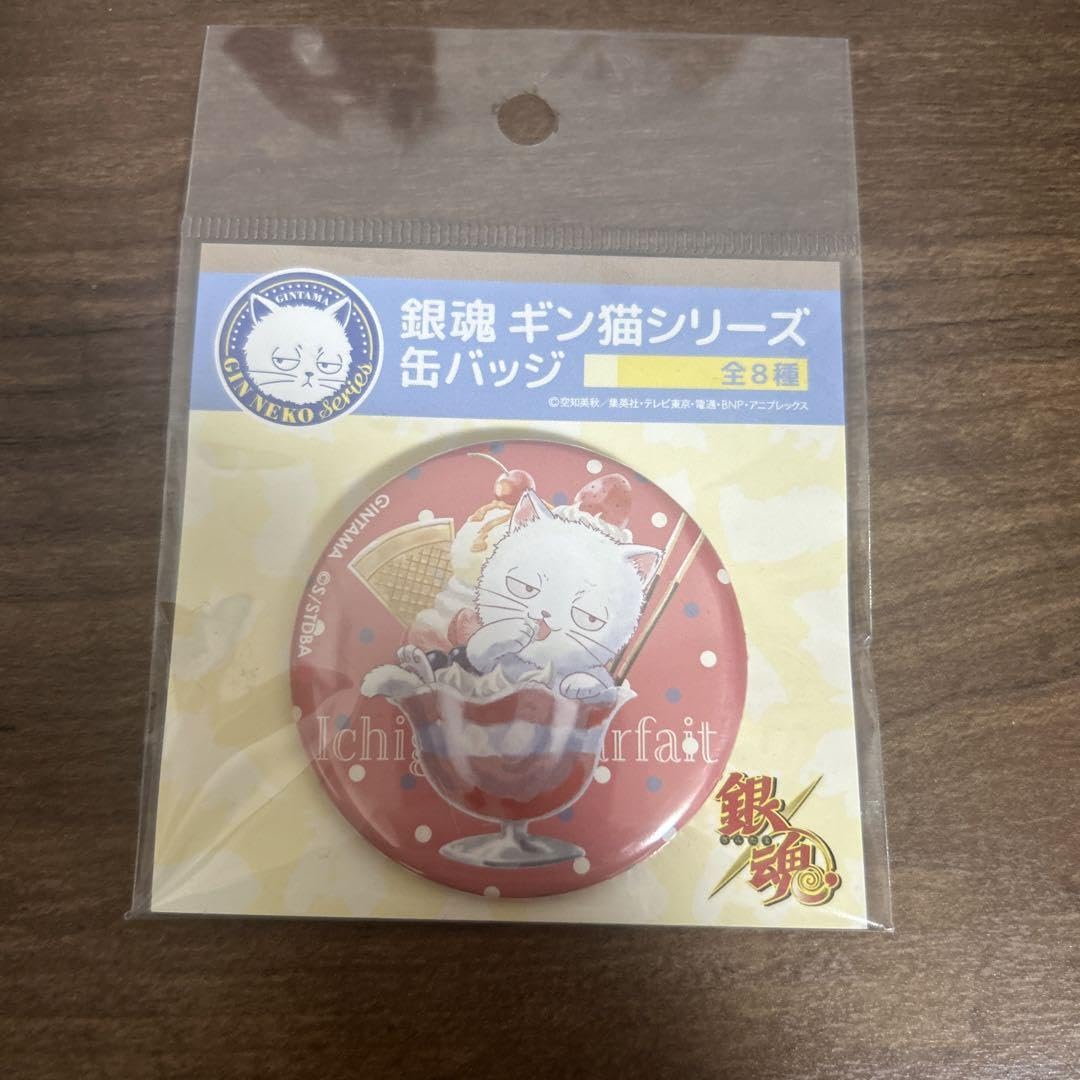 GINTAMA
GIN NEKO Series
銀魂 ギン猫シリーズ
缶バッジ
全8種
©空知英秋／集英社・テレビ東京・電通・BNP・アニプレックス
GINTAMA ©S/STDBA
Ichig rfait
銀魂